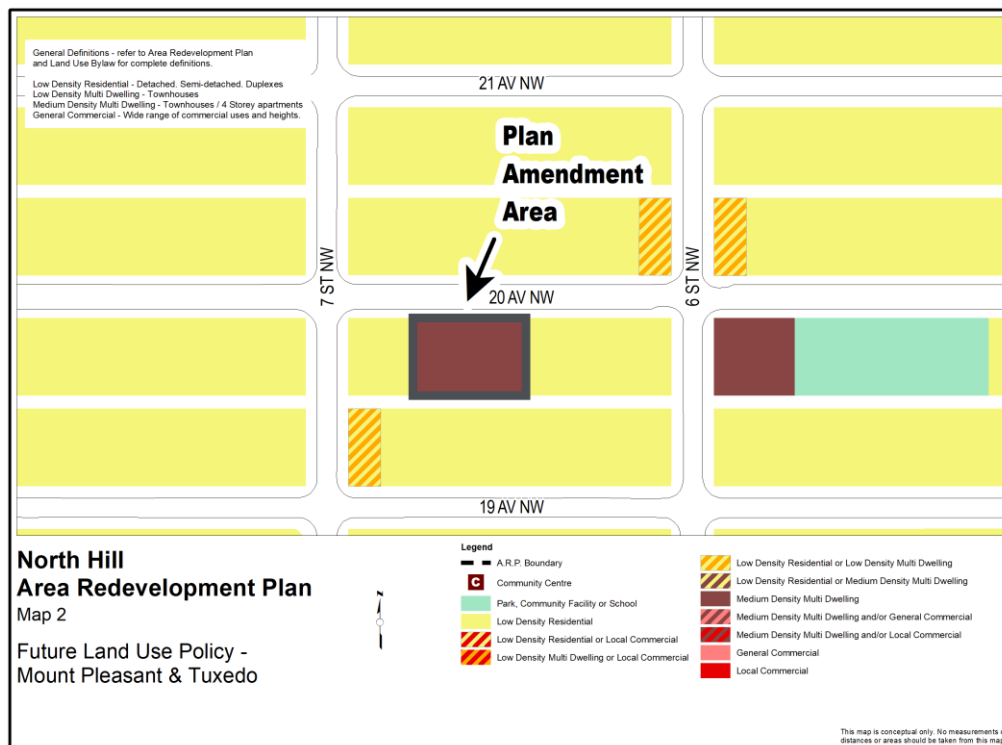 General Definitions - refer to Area Redevelopment Plan
and Land Use Bylaw for complete definitions.
Low Density Residential - Detached. Semi-detached. Duplexes
Low Density Multi Dwelling - Townhouses
Medium Density Multi Dwelling - Townhouses / 4 Storey apartments
General Commercial - Wide range of commercial uses and heights.
21 AV NW
Plan
Amendment
Area
7 ST NW
20 AV NW
6 ST NW
19 AV NW
North Hill
Area Redevelopment Plan
Map 2
Future Land Use Policy -
Mount Pleasant & Tuxedo
N
Legend
A.R.P. Boundary
C Community Centre
Park, Community Facility or School
Low Density Residential
Low Density Residential or Local Commercial
Low Density Multi Dwelling or Local Commercial
Low Density Residential or Low Density Multi Dwelling
Low Density Residential or Medium Density Multi Dwelling
Medium Density Multi Dwelling
Medium Density Multi Dwelling and/or General Commercial
Medium Density Multi Dwelling and/or Local Commercial
General Commercial
Local Commercial
This map is conceptual only. No measurements
distances or areas should be taken from this map